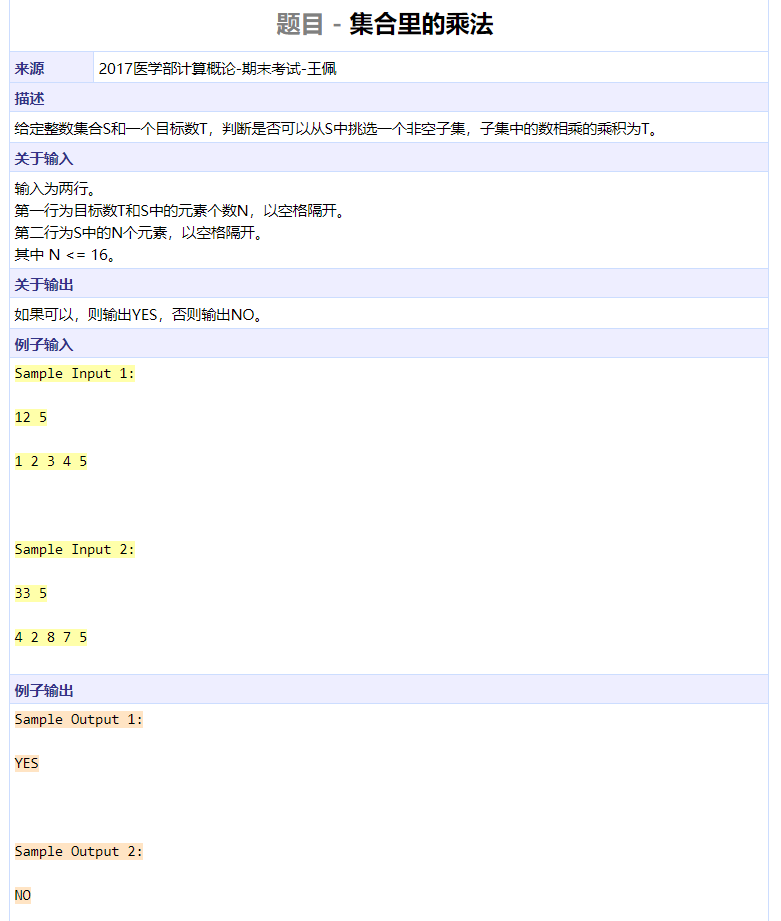 题目 - 集合里的乘法
来源 2017医学部计算概论-期末考试-王佩
描述
给定整数集合S和一个目标数T，判断是否可以从S中挑选一个非空子集，子集中的数相乘的乘积为T。
关于输入
输入为两行。
第一行为目标数T和S中的元素个数N，以空格隔开。
第二行为S中的N个元素，以空格隔开。
其中 N <= 16。
关于输出
如果可以，则输出YES，否则输出NO。
例子输入
Sample Input 1:
12 5
1 2 3 4 5
Sample Input 2:
33 5
4 2 8 7 5
例子输出
Sample Output 1:
YES
Sample Output 2:
NO